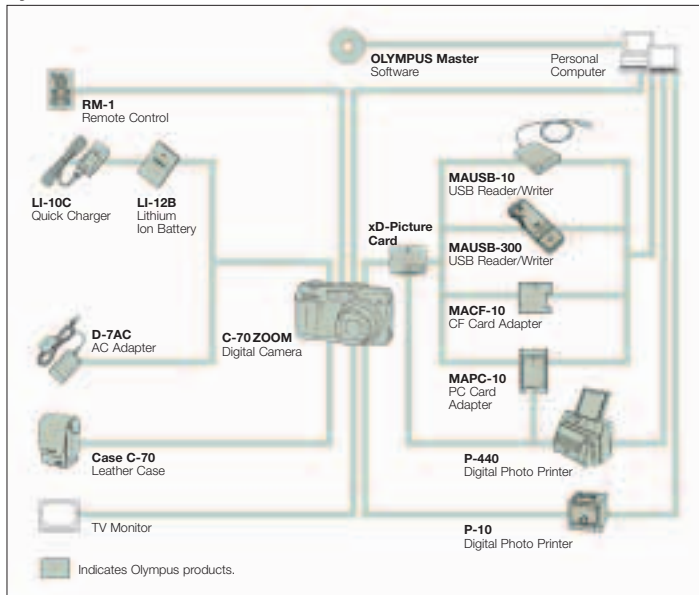 OLYMPUS Master
Software
Personal
Computer
RM-1
Remote Control
LI-10C
Quick Charger
LI-12B
Lithium
Ion Battery
MAUSB-10
USB Reader/Writer
xD-Picture
Card
MAUSB-300
USB Reader/Writer
D-7AC
AC Adapter
C-70 ZOOM
Digital Camera
MACF-10
CF Card Adapter
MAPC-10
PC Card
Adapter
Case C-70
Leather Case
P-440
Digital Photo Printer
TV Monitor
P-10
Digital Photo Printer
Indicates Olympus products.